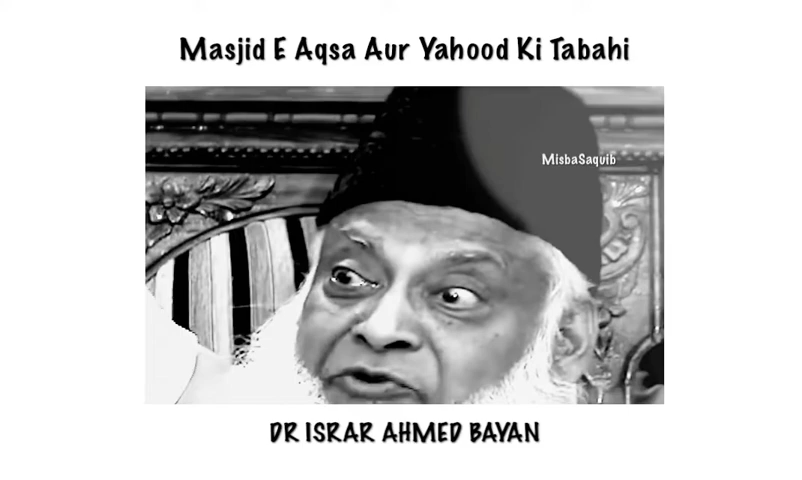 Masjid E Aqsa Aur Yahood Ki Tabahi
MisbaSaquib
DR ISRAR AHMED BAYAN